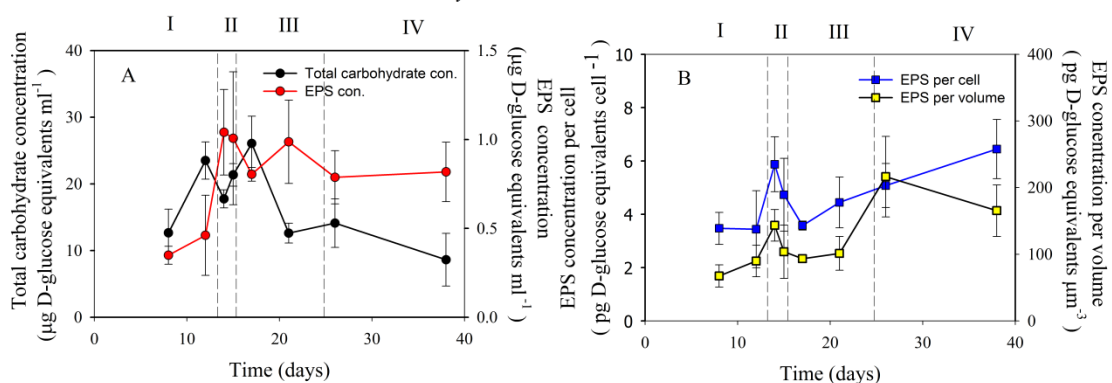 I II III IV
40
30
20
10
0
Total carbohydrate concentration
(μg D-glucose equivalents ml⁻¹)
A
Total carbohydrate con.
EPS con.
1.5
1.0
0.5
0.0
EPS concentration
(μg D-glucose equivalents ml⁻¹)
0 10 20 30 40
Time (days)
I II III IV
10
8
6
4
2
0
EPS concentration per cell
( pg D-glucose equivalents cell ⁻¹ )
B
EPS per cell
EPS per volume
400
300
200
100
0
EPS concentration per volume
( pg D-glucose equivalents μm⁻³ )
0 10 20 30 40
Time (days)